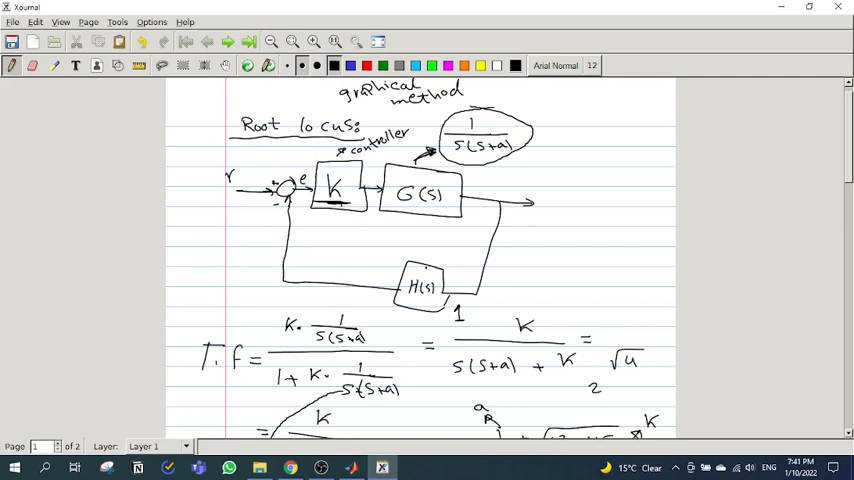 Xournal
File Edit View Page Tools Options Help
Arial Normal 12
graphical
method
Root locus:
controller
1
S(S+a)
r
e
K
G(S)
H(S)
1
T.f = K. 1/S(S+a) / 1+ K. 1/S(S+a) = K / S(S+a) + K =
√4
2
= K
a
K
Page 1 of 2 Layer: Layer 1
15°C Clear ENG 7:41 PM
1/10/2022